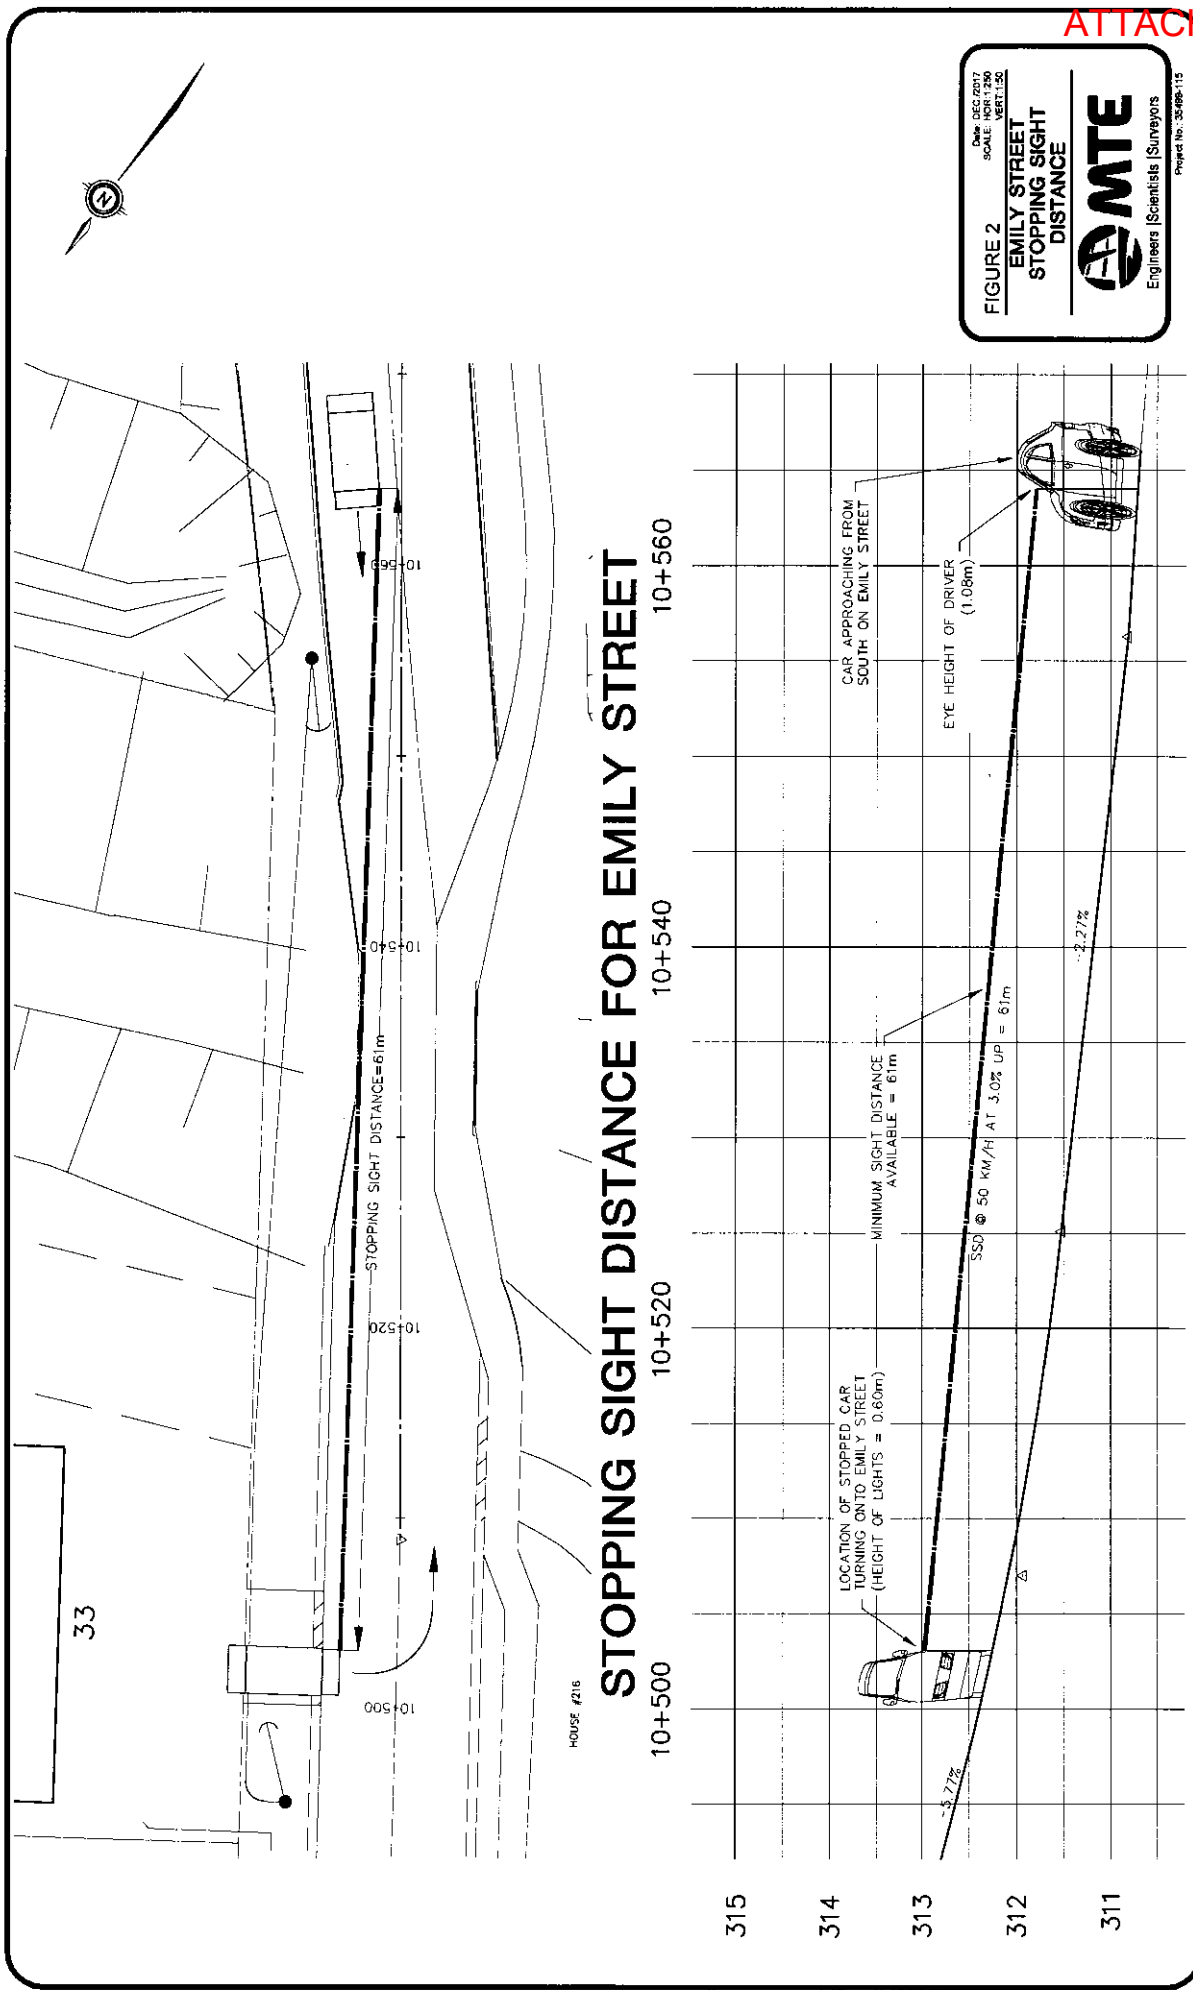 ATTACH
Date: DEC./2017
SCALE: HOR:1:250
VERT:1:50
FIGURE 2
EMILY STREET
STOPPING SIGHT
DISTANCE
MTE
Engineers |Scientists |Surveyors
Project No.: 35489-115
N
33
10+500
10+520
10+540
10+560
STOPPING SIGHT DISTANCE=61m
HOUSE #216
STOPPING SIGHT DISTANCE FOR EMILY STREET
10+500
10+520
10+540
10+560
LOCATION OF STOPPED CAR
TURNING ONTO EMILY STREET
(HEIGHT OF LIGHTS = 0.60m)
MINIMUM SIGHT DISTANCE
AVAILABLE = 61m
CAR APPROACHING FROM
SOUTH ON EMILY STREET
EYE HEIGHT OF DRIVER
(1.08m)
SSD @ 50 KM/H AT 3.0% UP = 61m
-5.77%
-2.27%
315
314
313
312
311